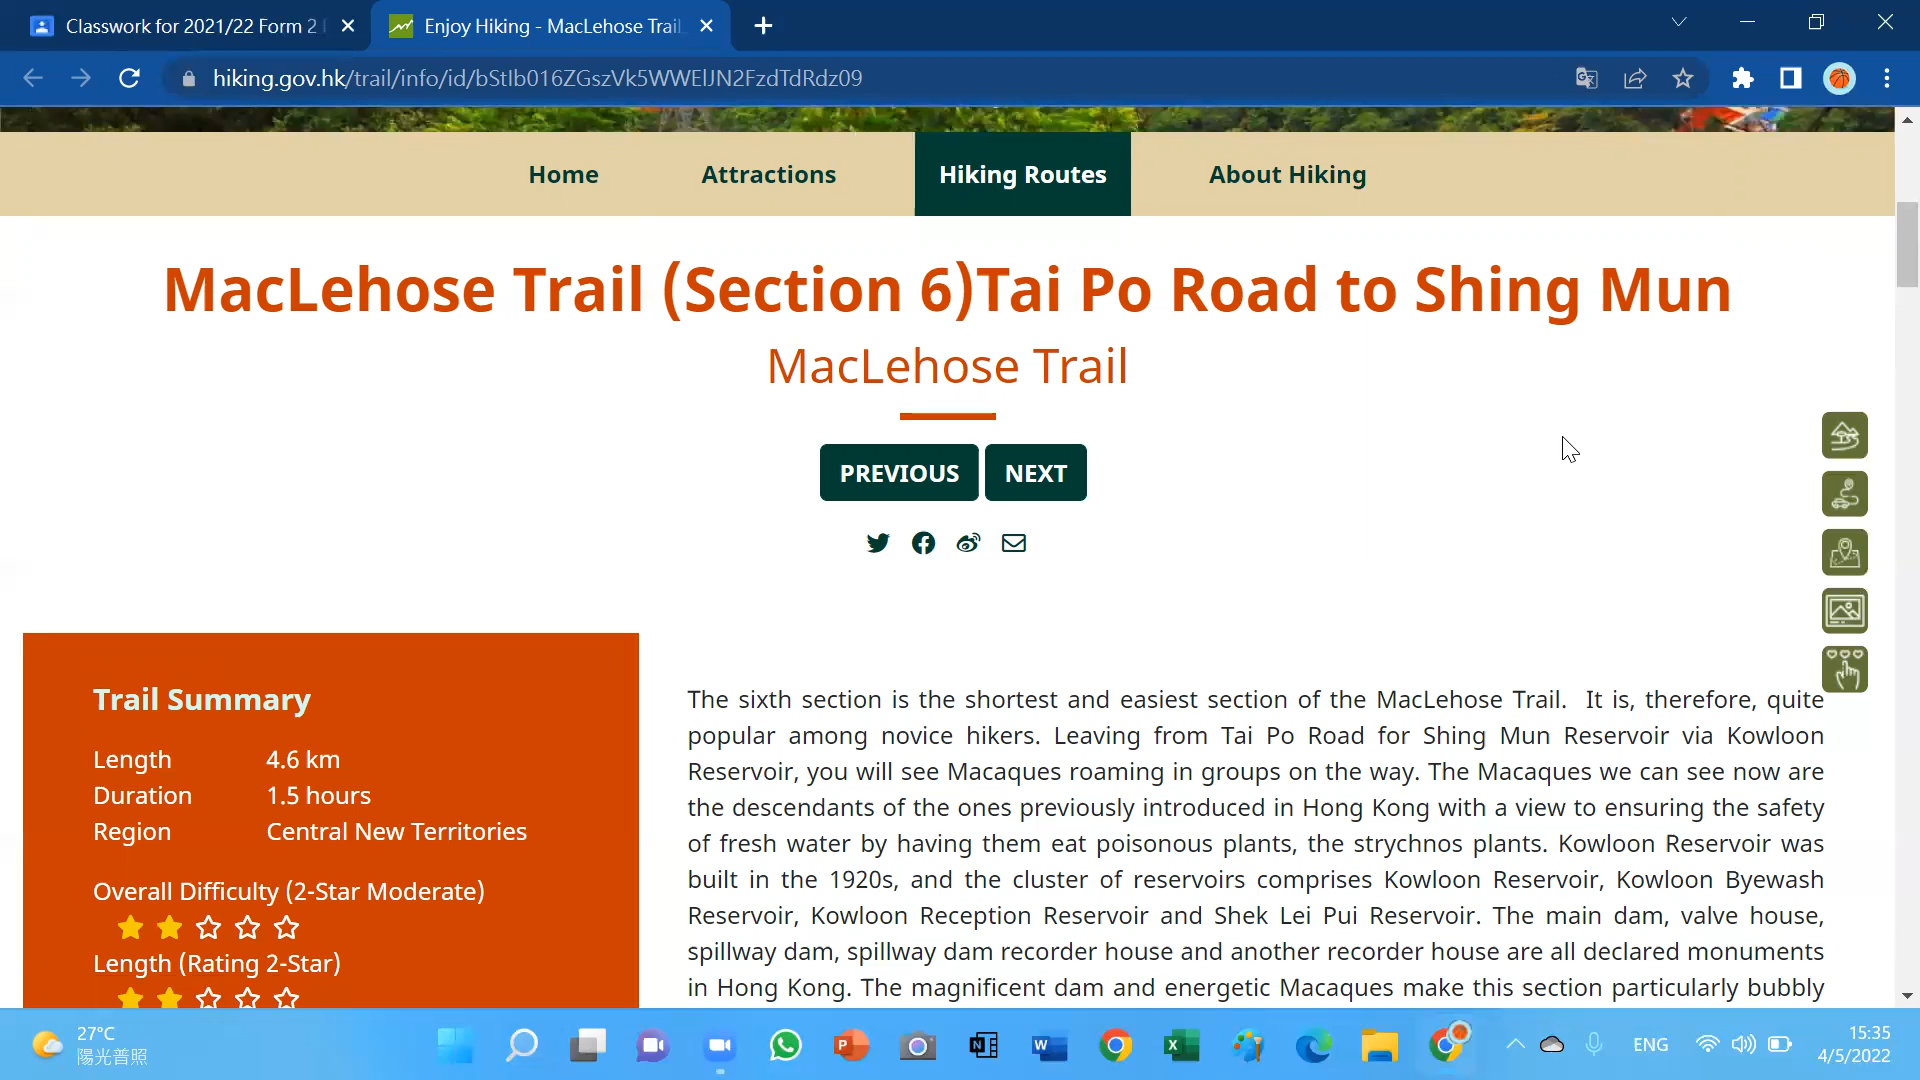 Classwork for 2021/22 Form 2
Enjoy Hiking - MacLehose Trail
hiking.gov.hk/trail/info/id/bStIb016ZGszVk5WWElJN2FzdTdRdz09
Home Attractions Hiking Routes About Hiking
MacLehose Trail (Section 6)Tai Po Road to Shing Mun
MacLehose Trail
PREVIOUS NEXT
Trail Summary
Length 4.6 km
Duration 1.5 hours
Region Central New Territories
Overall Difficulty (2-Star Moderate)
Length (Rating 2-Star)
The sixth section is the shortest and easiest section of the MacLehose Trail. It is, therefore, quite
popular among novice hikers. Leaving from Tai Po Road for Shing Mun Reservoir via Kowloon
Reservoir, you will see Macaques roaming in groups on the way. The Macaques we can see now are
the descendants of the ones previously introduced in Hong Kong with a view to ensuring the safety
of fresh water by having them eat poisonous plants, the strychnos plants. Kowloon Reservoir was
built in the 1920s, and the cluster of reservoirs comprises Kowloon Reservoir, Kowloon Byewash
Reservoir, Kowloon Reception Reservoir and Shek Lei Pui Reservoir. The main dam, valve house,
spillway dam, spillway dam recorder house and another recorder house are all declared monuments
in Hong Kong. The magnificent dam and energetic Macaques make this section particularly bubbly
27°C
陽光普照
P
N
W
X
ENG
15:35
4/5/2022